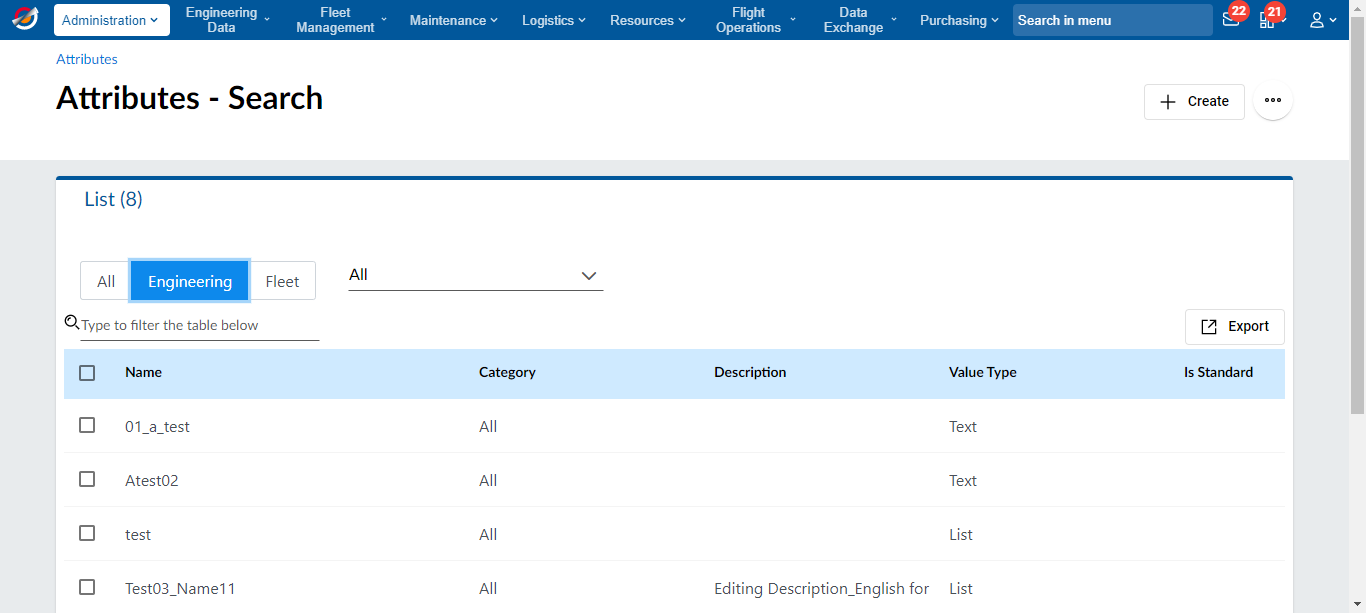 Administration
Engineering
Data
Fleet
Management
Maintenance
Logistics
Resources
Flight
Operations
Data
Exchange
Purchasing
Search in menu
22
21
Attributes
Attributes - Search
Create
List (8)
All Engineering Fleet
All
Type to filter the table below
Export
Name Category Description Value Type Is Standard
01_a_test All Text
Atest02 All Text
test All List
Test03_Name11 All Editing Description_English for List